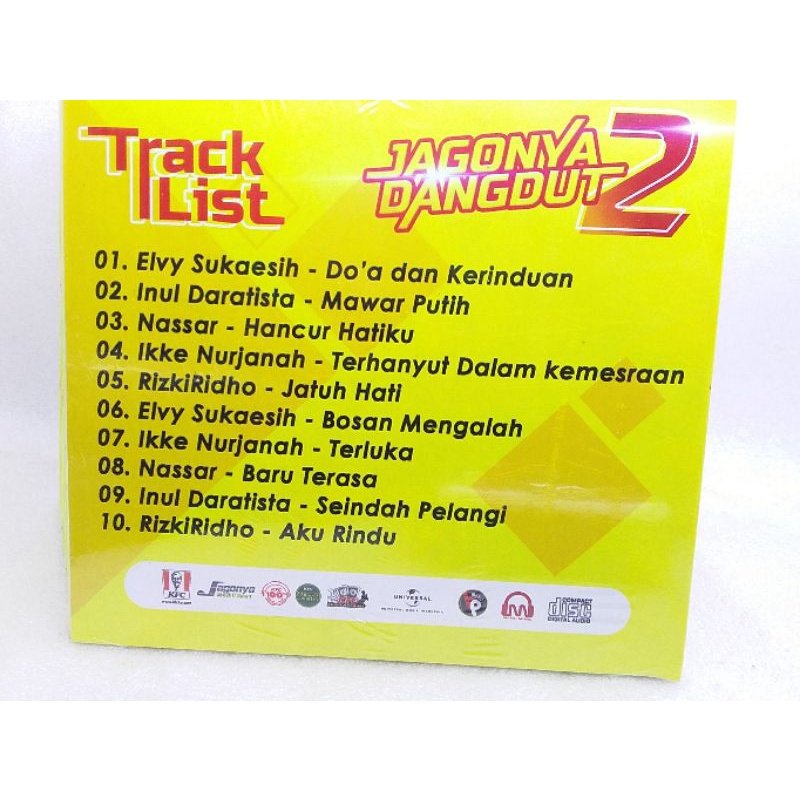 Track List
JAGONYA
DANGDUT 2
01. Elvy Sukaesih - Do'a dan Kerinduan
02. Inul Daratista - Mawar Putih
03. Nassar - Hancur Hatiku
04. Ikke Nurjanah - Terhanyut Dalam kemesraan
05. RizkiRidho - Jatuh Hati
06. Elvy Sukaesih - Bosan Mengalah
07. Ikke Nurjanah - Terluka
08. Nassar - Baru Terasa
09. Inul Daratista - Seindah Pelangi
10. RizkiRidho - Aku Rindu
KFC
Jagonya
UNIVERSAL
COMPACT
disc
DIGITAL AUDIO